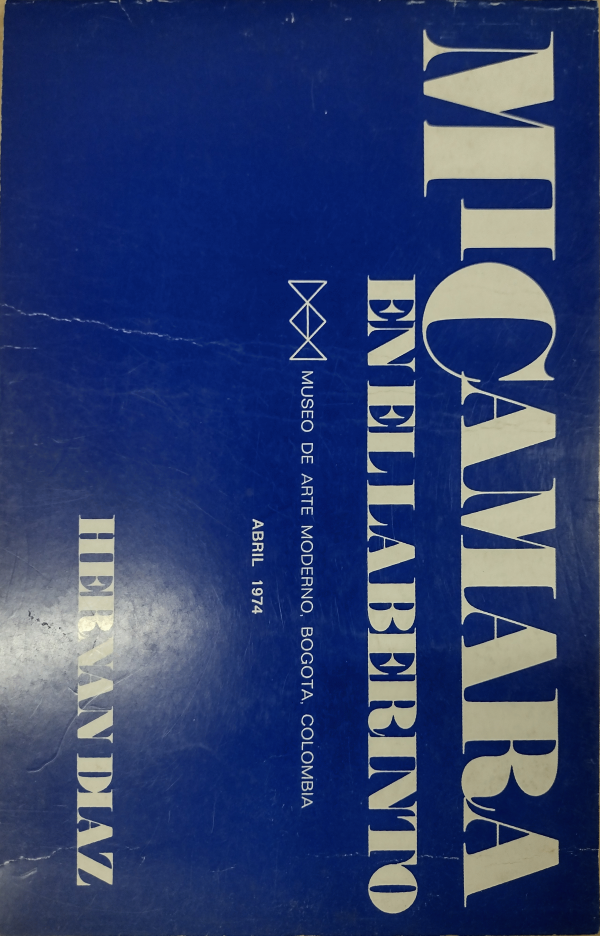 MI CAMARA
EN EL LABERINTO
MUSEO DE ARTE MODERNO, BOGOTA, COLOMBIA
ABRIL 1974
HERNAN DIAZ